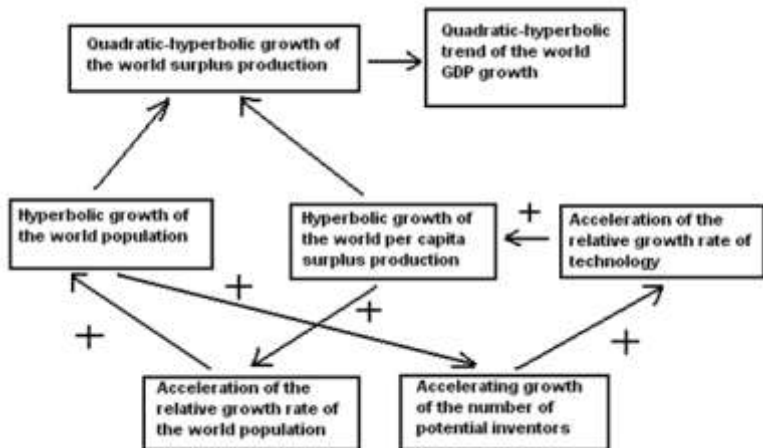 Quadratic-hyperbolic growth of
the world surplus production
Quadratic-hyperbolic
trend of the world
GDP growth
Hyperbolic growth of
the world population
Hyperbolic growth of
the world per capita
surplus production
+
Acceleration of the
relative growth rate of
technology
+
+
+
+
Acceleration of the
relative growth rate of
the world population
Accelerating growth
of the number of
potential inventors